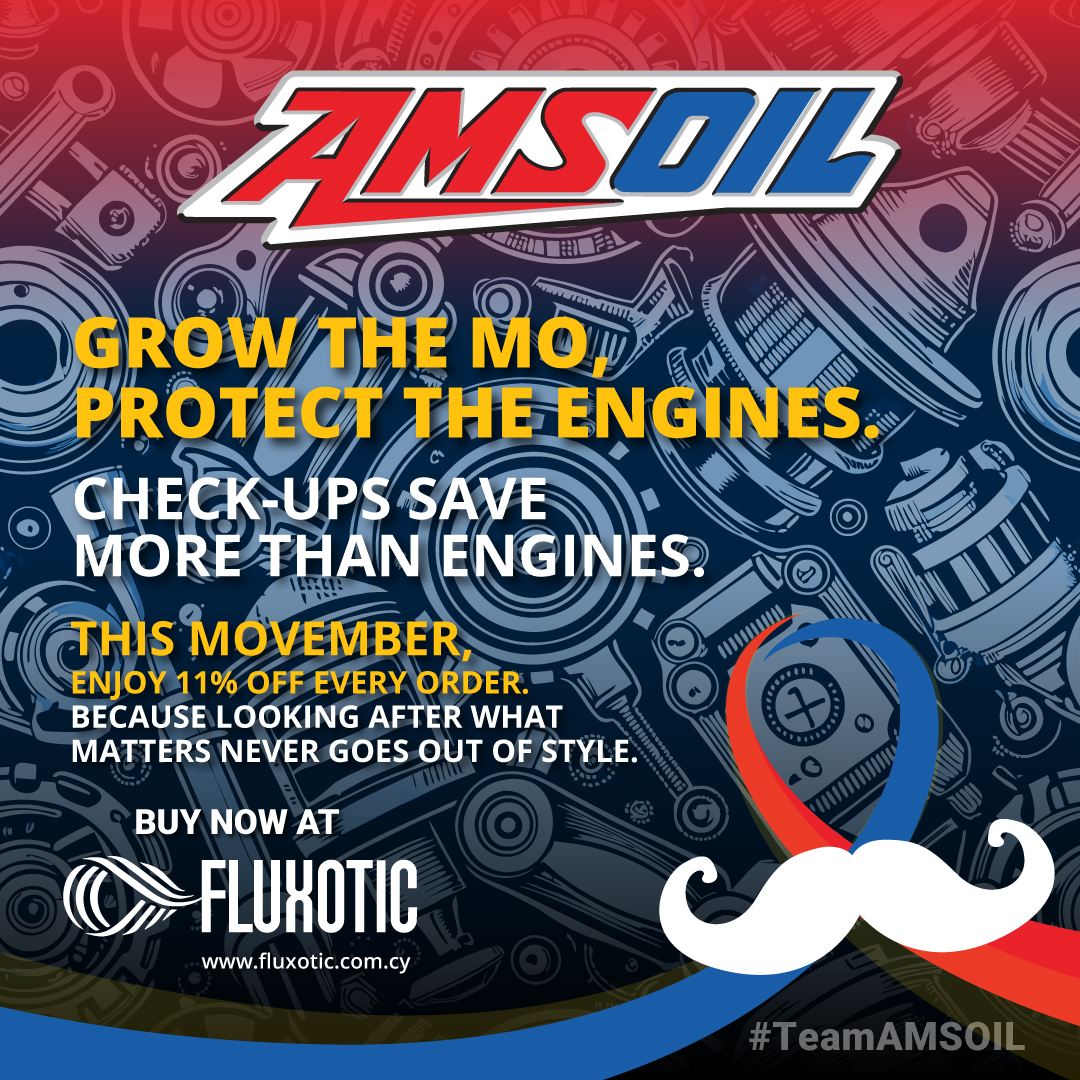 AMSOIL
GROW THE MO,
PROTECT THE ENGINES.
CHECK-UPS SAVE
MORE THAN ENGINES.
THIS MOVEMBER,
ENJOY 11% OFF EVERY ORDER.
BECAUSE LOOKING AFTER WHAT
MATTERS NEVER GOES OUT OF STYLE.
BUY NOW AT
FLUXOTIC
www.fluxotic.com.cy
#TeamAMSOIL